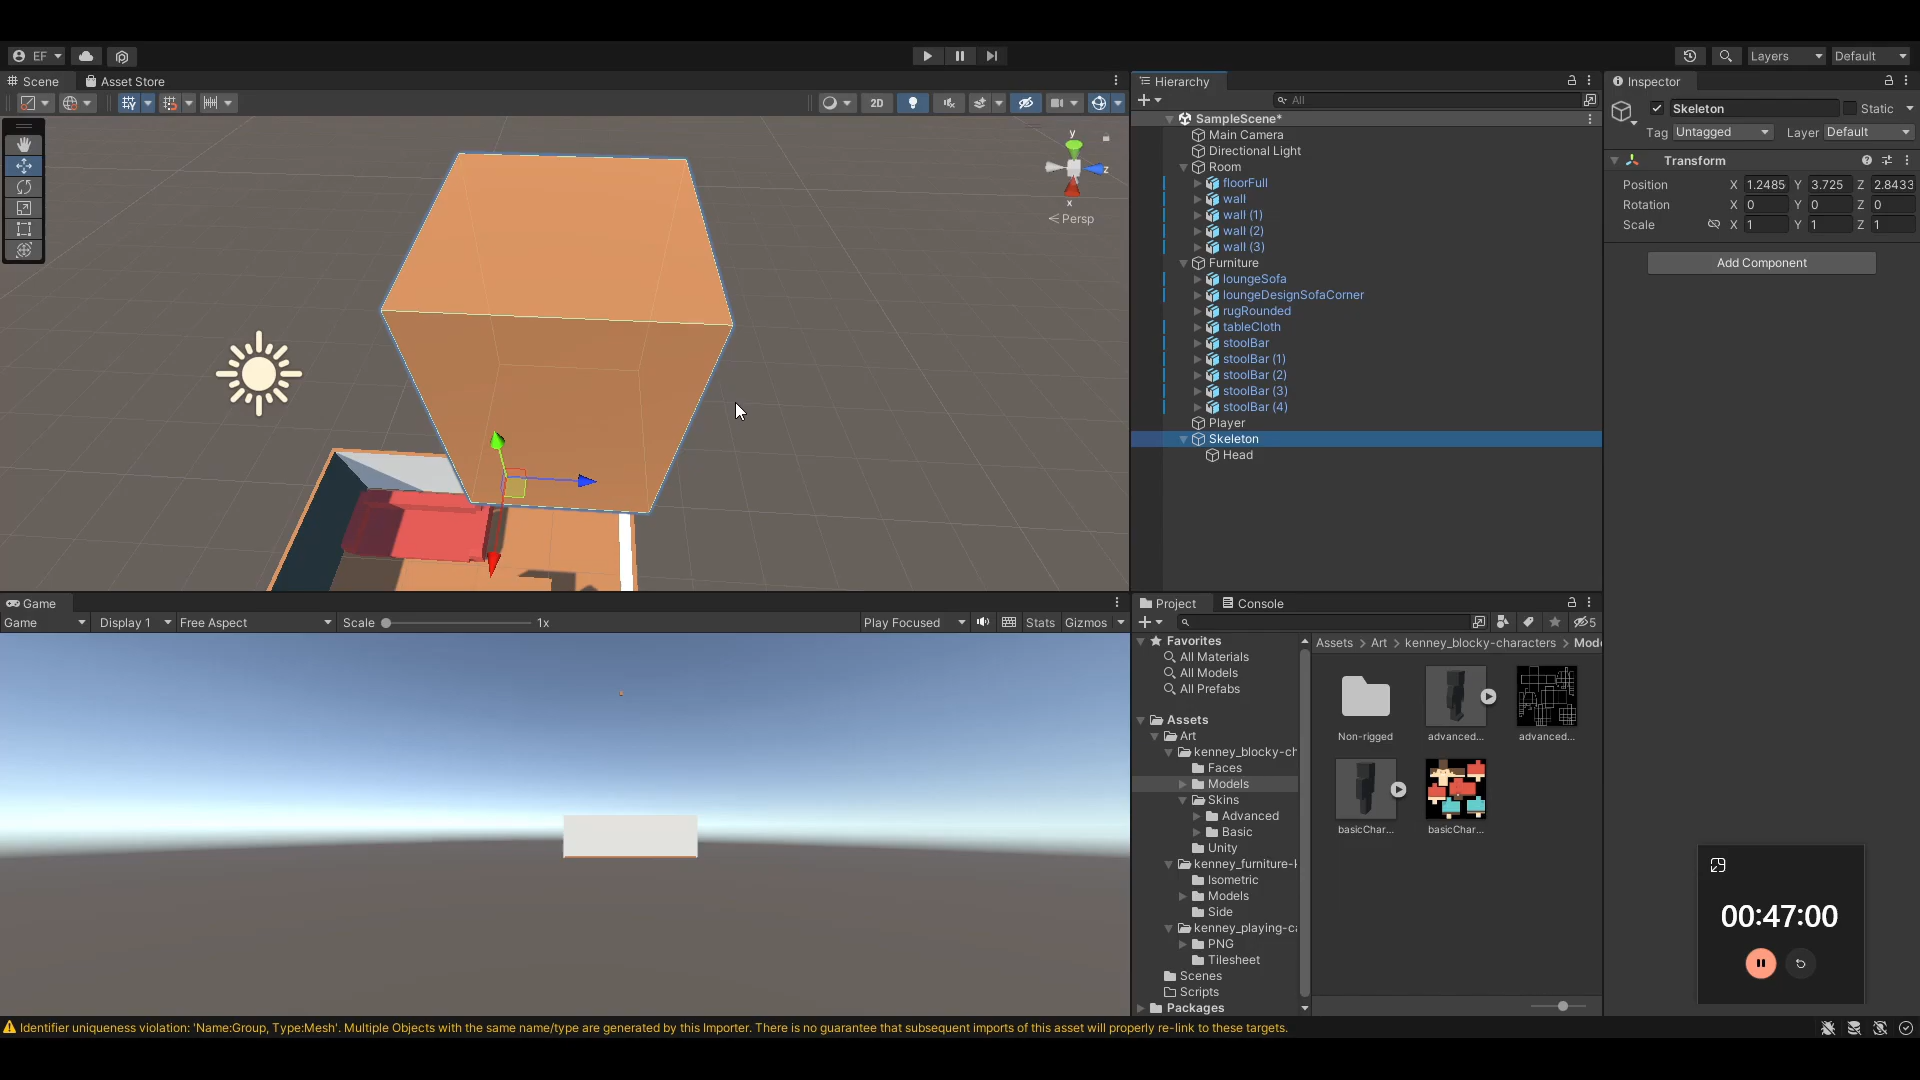 EF
Layers
Default
Scene
Asset Store
2D
y
z
x
Persp
Hierarchy
All
SampleScene*
Main Camera
Directional Light
Room
floorFull
wall
wall (1)
wall (2)
wall (3)
Furniture
loungeSofa
loungeDesignSofaCorner
rugRounded
tableCloth
stoolBar
stoolBar (1)
stoolBar (2)
stoolBar (3)
stoolBar (4)
Player
Skeleton
Head
Inspector
Skeleton
Static
Tag Untagged Layer Default
Transform
Position X 1.2485 Y 3.725 Z 2.8433
Rotation X 0 Y 0 Z 0
Scale X 1 Y 1 Z 1
Add Component
Game
Game Display 1 Free Aspect Scale 1x Play Focused Stats Gizmos
Project Console
5
Favorites
All Materials
All Models
All Prefabs
Assets
Art
kenney_blocky-ch
Faces
Models
Skins
Advanced
Basic
Unity
kenney_furniture-k
Isometric
Models
Side
kenney_playing-ca
PNG
Tilesheet
Scenes
Scripts
Packages
Assets > Art > kenney_blocky-characters > Mode
Non-rigged
advanced...
advanced...
basicChar...
basicChar...
00:47:00
Identifier uniqueness violation: 'Name:Group, Type:Mesh'. Multiple Objects with the same name/type are generated by this Importer. There is no guarantee that subsequent imports of this asset will properly re-link to these targets.